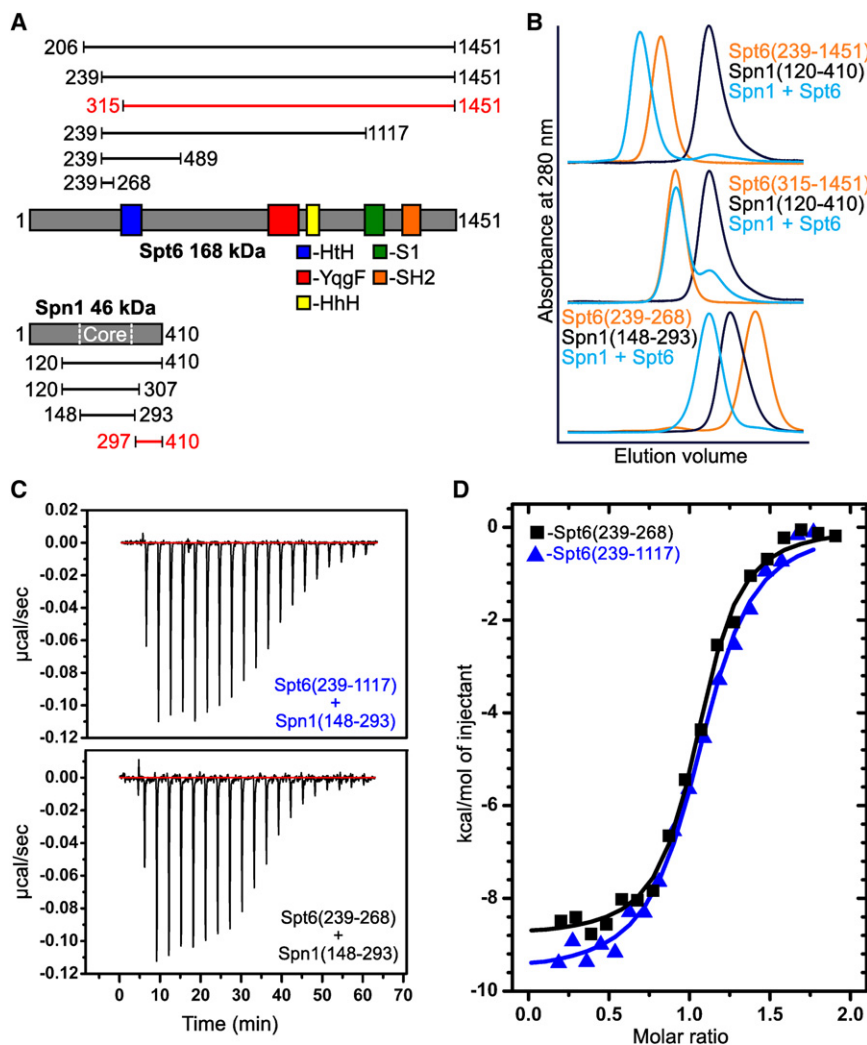 A
206 1451
239 1451
315 1451
239 1117
239 489
239 268
1 1451
Spt6 168 kDa
-HtH -S1
-YqgF -SH2
-HhH
Spn1 46 kDa
1 Core 410
120 410
120 307
148 293
297 410
B
Spt6(239-1451)
Spn1(120-410)
Spn1 + Spt6
Spt6(315-1451)
Spn1(120-410)
Spn1 + Spt6
Spt6(239-268)
Spn1(148-293)
Spn1 + Spt6
Absorbance at 280 nm
Elution volume
C
0.02
0.00
-0.02
-0.04
-0.06
-0.08
-0.10
-0.12
µcal/sec
Spt6(239-1117)
+
Spn1(148-293)
0.00
-0.02
-0.04
-0.06
-0.08
-0.10
-0.12
µcal/sec
Spt6(239-268)
+
Spn1(148-293)
0 10 20 30 40 50 60 70
Time (min)
D
-Spt6(239-268)
-Spt6(239-1117)
0
-2
-4
-6
-8
-10
kcal/mol of injectant
0.0 0.5 1.0 1.5 2.0
Molar ratio